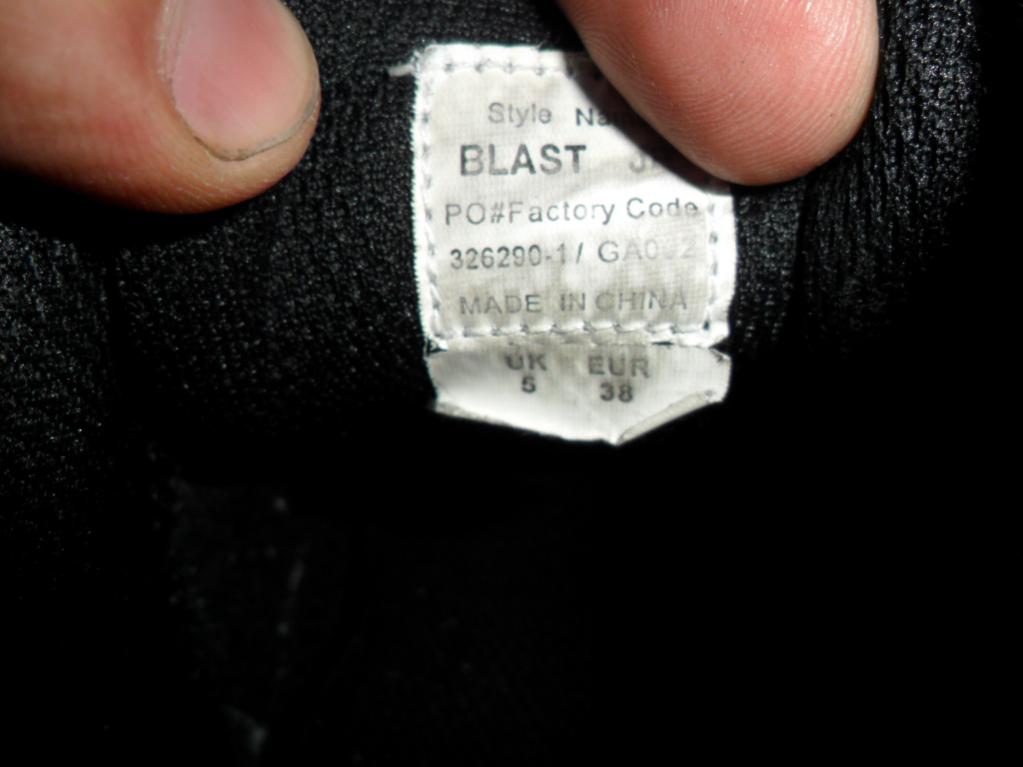 Style
BLAST
PO#Factory Code
326290-1/
MADE IN CHINA
UK EUR
5 38